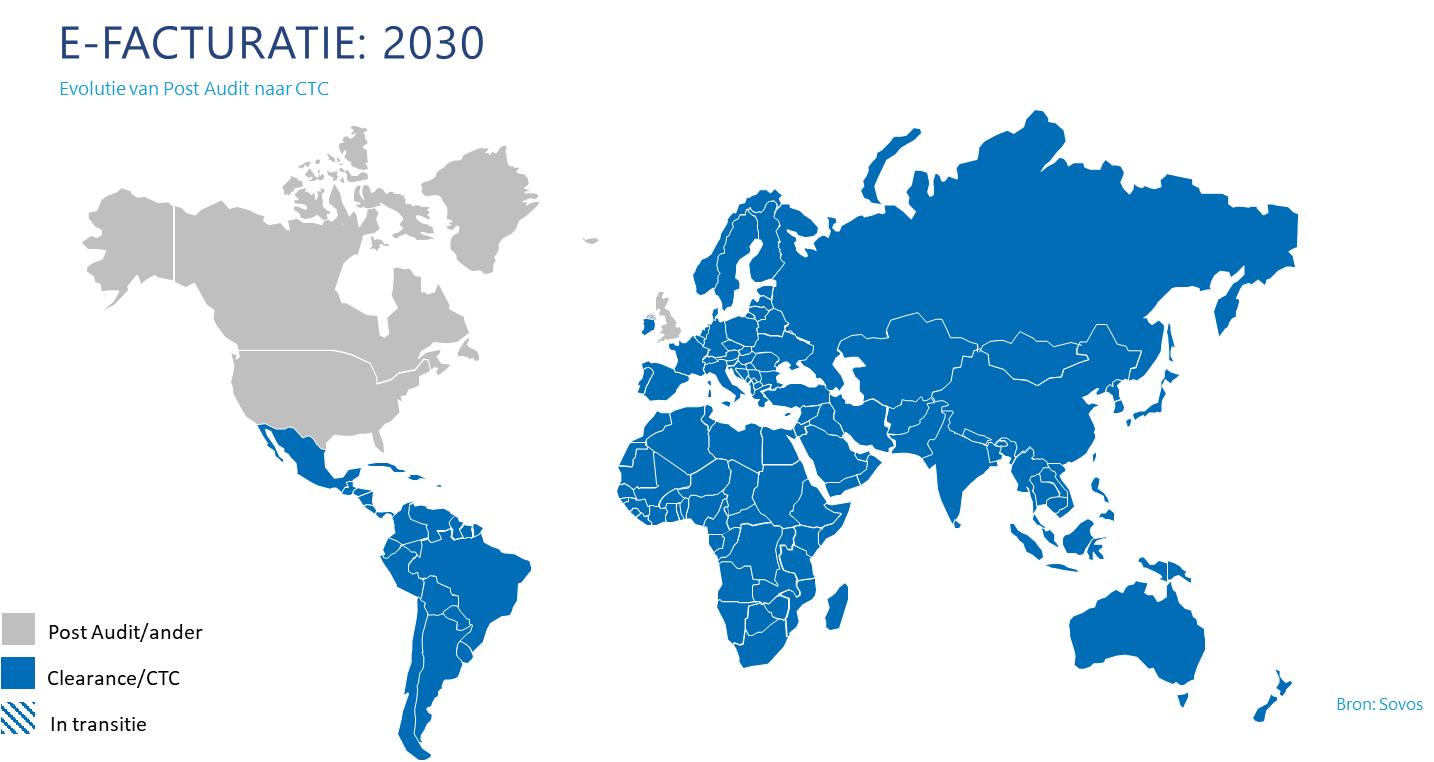 E-FACTURATIE: 2030
Evolutie van Post Audit naar CTC
Post Audit/ander
Clearance/CTC
In transitie
Bron: Sovos